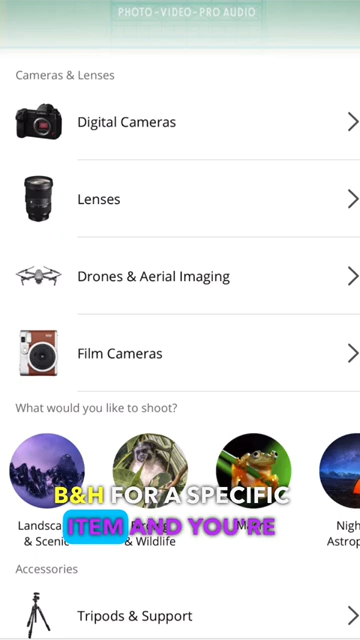 PHOTO-VIDEO-PRO AUDIO
Cameras & Lenses
Digital Cameras
Lenses
Drones & Aerial Imaging
Film Cameras
What would you like to shoot?
B&H FOR A SPECIFIC
ITEM AND YOU'RE
& Scenic
& Wildlife
Accessories
Tripods & Support